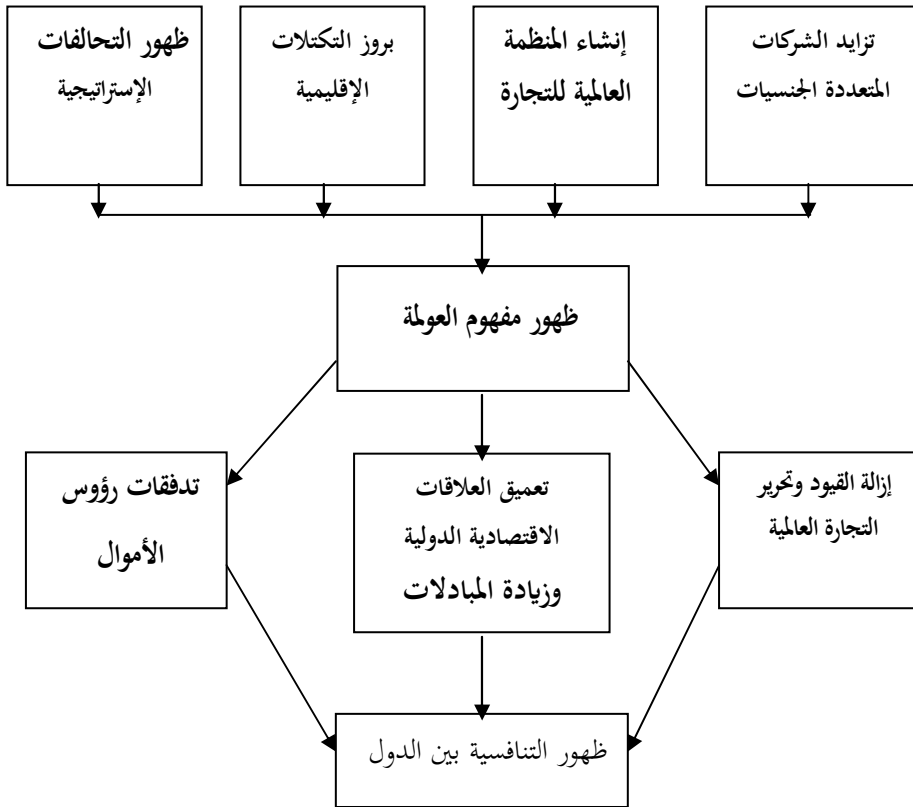 تزايد الشركات
المتعددة الجنسيات
إنشاء المنظمة
العالمية للتجارة
بروز التكتلات
الإقليمية
ظهور التحالفات
الإستراتيجية
ظهور مفهوم العولمة
إزالة القيود وتحرير
التجارة العالمية
تعميق العلاقات
الاقتصادية الدولية
وزيادة المبادلات
تدفقات رؤوس
الأموال
ظهور التنافسية بين الدول